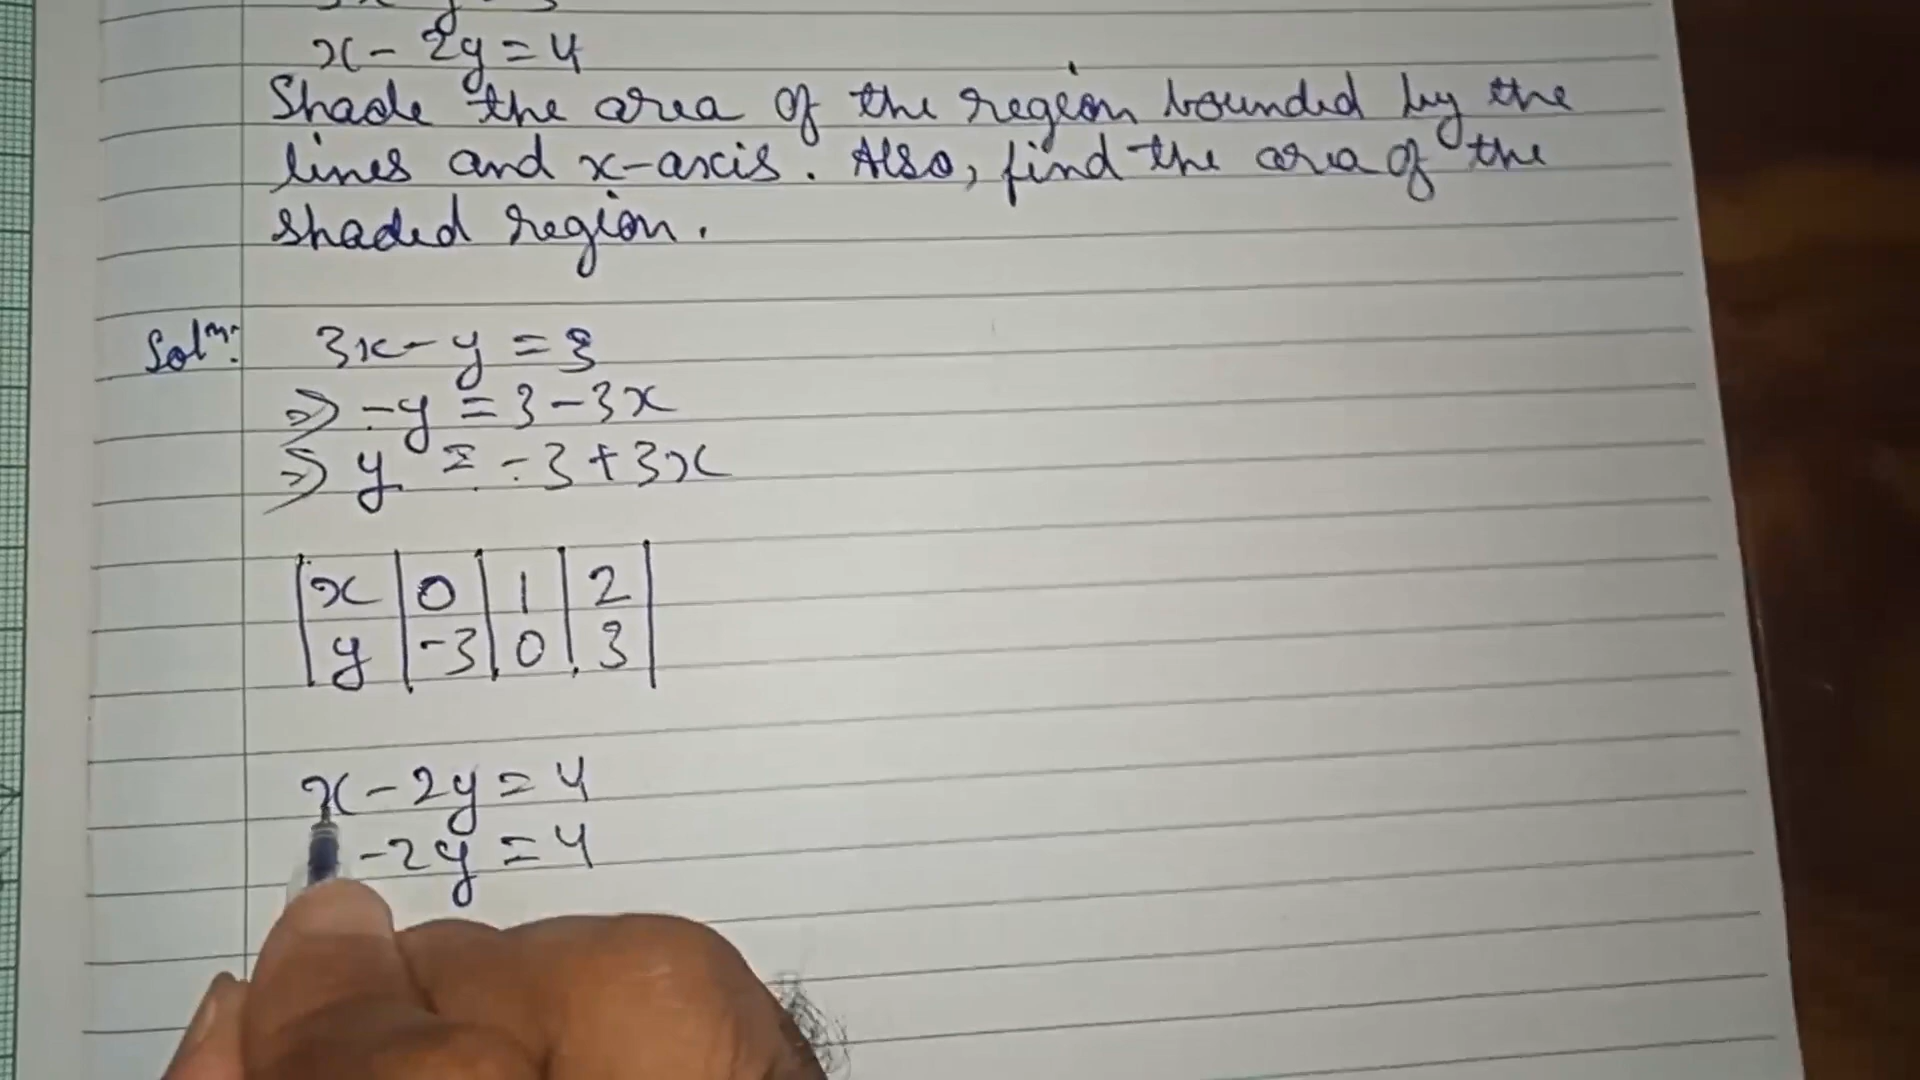 x - 2y = 4
Shade the area of the region bounded by the
lines and x-axis. Also, find the area of the
shaded region.
Solⁿ: 3x - y = 3
⇒ -y = 3 - 3x
⇒ y = -3 + 3x
x 0 1 2
y -3 0 3
x - 2y = 4
-2y = 4